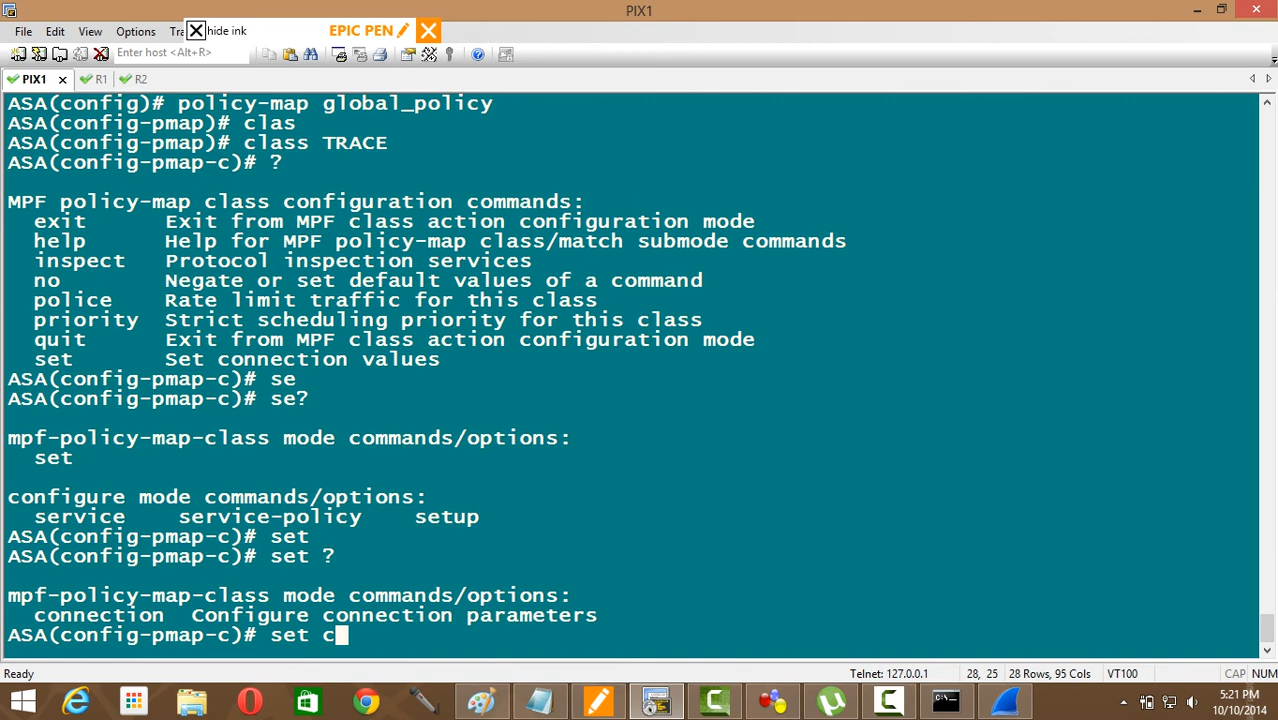 PIX1
File Edit View Options Tra hide ink EPIC PEN
Enter host <Alt+R>
PIX1 R1 R2
ASA(config)# policy-map global_policy
ASA(config-pmap)# clas
ASA(config-pmap)# class TRACE
ASA(config-pmap-c)# ?
MPF policy-map class configuration commands:
exit Exit from MPF class action configuration mode
help Help for MPF policy-map class/match submode commands
inspect Protocol inspection services
no Negate or set default values of a command
police Rate limit traffic for this class
priority Strict scheduling priority for this class
quit Exit from MPF class action configuration mode
set Set connection values
ASA(config-pmap-c)# se
ASA(config-pmap-c)# se?
mpf-policy-map-class mode commands/options:
set
configure mode commands/options:
service service-policy setup
ASA(config-pmap-c)# set
ASA(config-pmap-c)# set ?
mpf-policy-map-class mode commands/options:
connection Configure connection parameters
ASA(config-pmap-c)# set c
Ready Telnet: 127.0.0.1 28, 25 28 Rows, 95 Cols VT100 CAP NUM
5:21 PM
10/10/2014